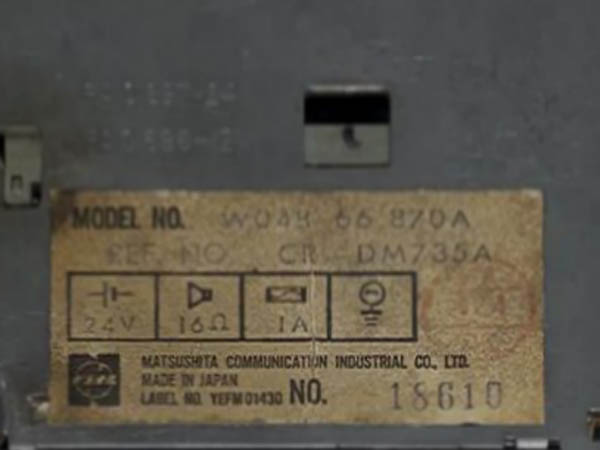 MODEL NO. W04B 66 870A
REF. NO. CR-DM735A
24V 16Ω 1A
MATSUSHITA COMMUNICATION INDUSTRIAL CO., LTD.
MADE IN JAPAN
LABEL NO. YEFM01430 NO. 18610